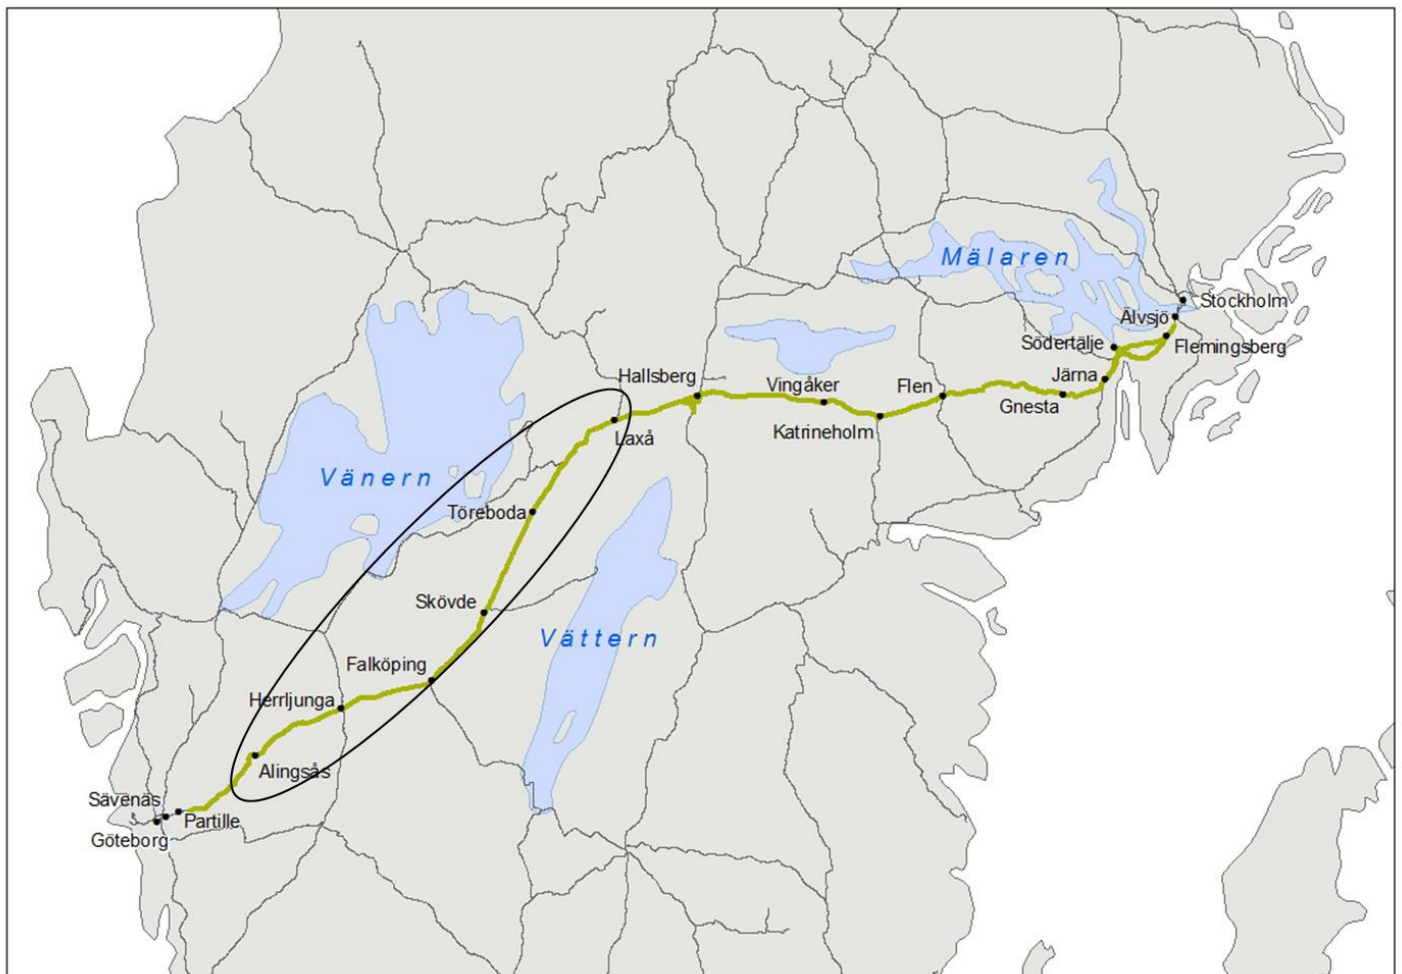 Mälaren
Stockholm
Älvsjö
Södertälje
Flemingsberg
Hallsberg
Vingåker
Flen
Järna
Gnesta
Katrineholm
Laxå
Vänern
Töreboda
Skövde
Vättern
Falköping
Herrljunga
Alingsås
Sävenäs
Partille
Göteborg